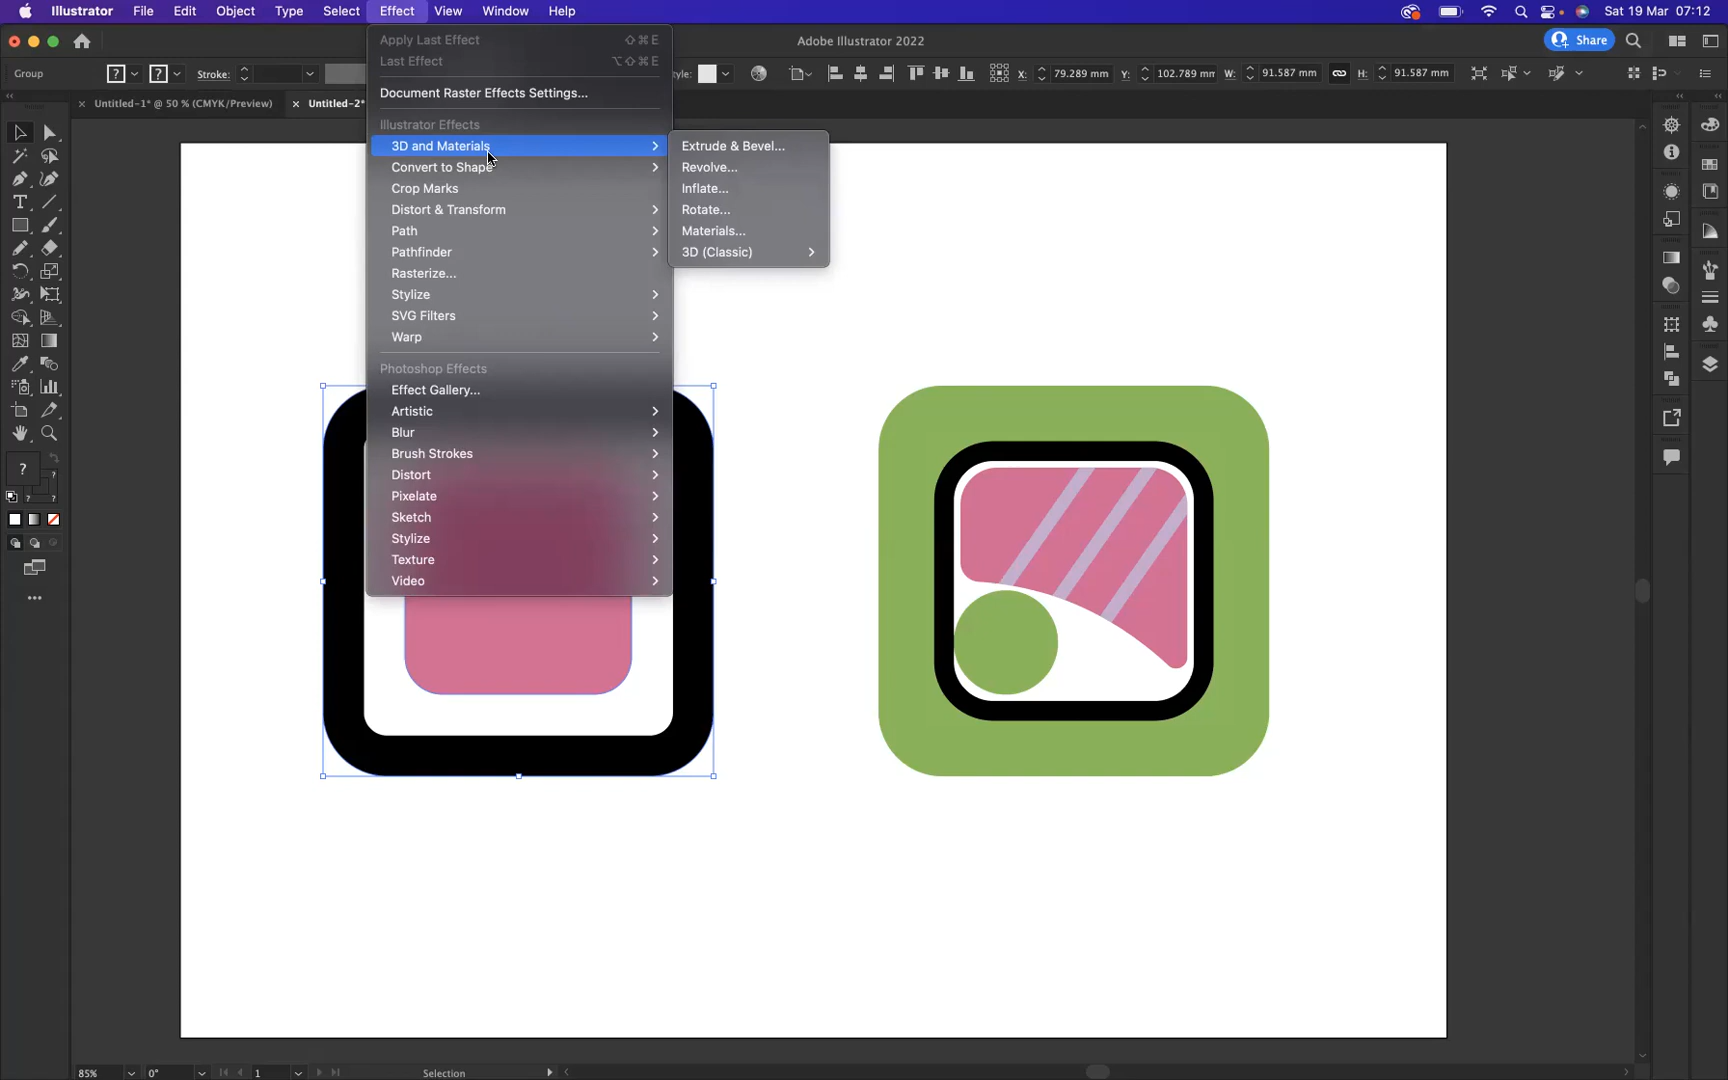 Illustrator File Edit Object Type Select Effect View Window Help Sat 19 Mar 07:12
Adobe Illustrator 2022 Share
Group ? ? Stroke: yle: X: 79.289 mm Y: 102.789 mm W: 91.587 mm H: 91.587 mm
× Untitled-1* @ 50 % (CMYK/Preview) × Untitled-2*
Apply Last Effect ⇧⌘E
Last Effect ⌥⇧⌘E
Document Raster Effects Settings...
Illustrator Effects
3D and Materials
Convert to Shape
Crop Marks
Distort & Transform
Path
Pathfinder
Rasterize...
Stylize
SVG Filters
Warp
Photoshop Effects
Effect Gallery...
Artistic
Blur
Brush Strokes
Distort
Pixelate
Sketch
Stylize
Texture
Video
Extrude & Bevel...
Revolve...
Inflate...
Rotate...
Materials...
3D (Classic)
?
? ?
85% 0° 1 Selection